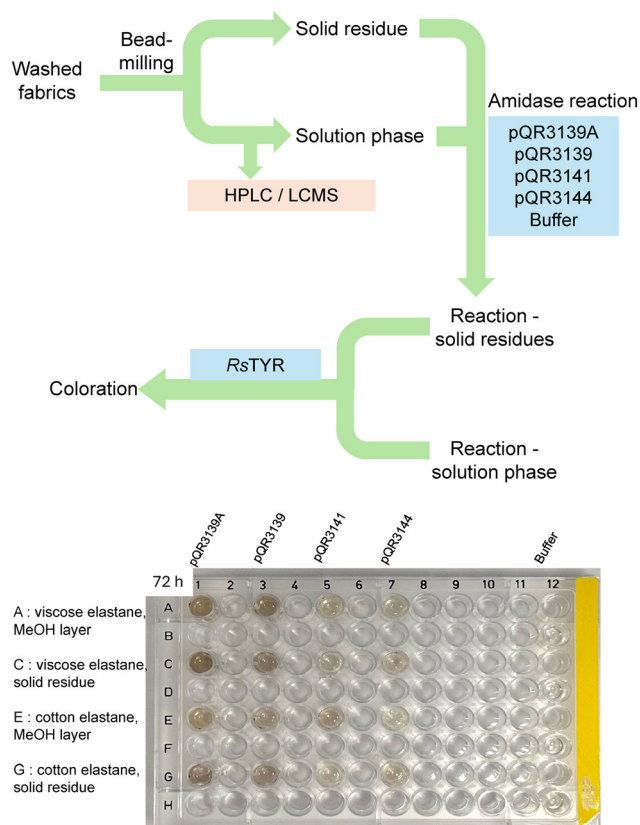 Solid residue
Bead-
milling
Washed
fabrics
Solution phase
HPLC / LCMS
Amidase reaction
pQR3139A
pQR3139
pQR3141
pQR3144
Buffer
Reaction -
solid residues
RsTYR
Coloration
Reaction -
solution phase
pQR3139A
pQR3139
pQR3141
pQR3144
Buffer
72 h
1 2 3 4 5 6 7 8 9 10 11 12
A : viscose elastane,
MeOH layer
C : viscose elastane,
solid residue
E : cotton elastane,
MeOH layer
G : cotton elastane,
solid residue
A
B
C
D
E
F
G
H